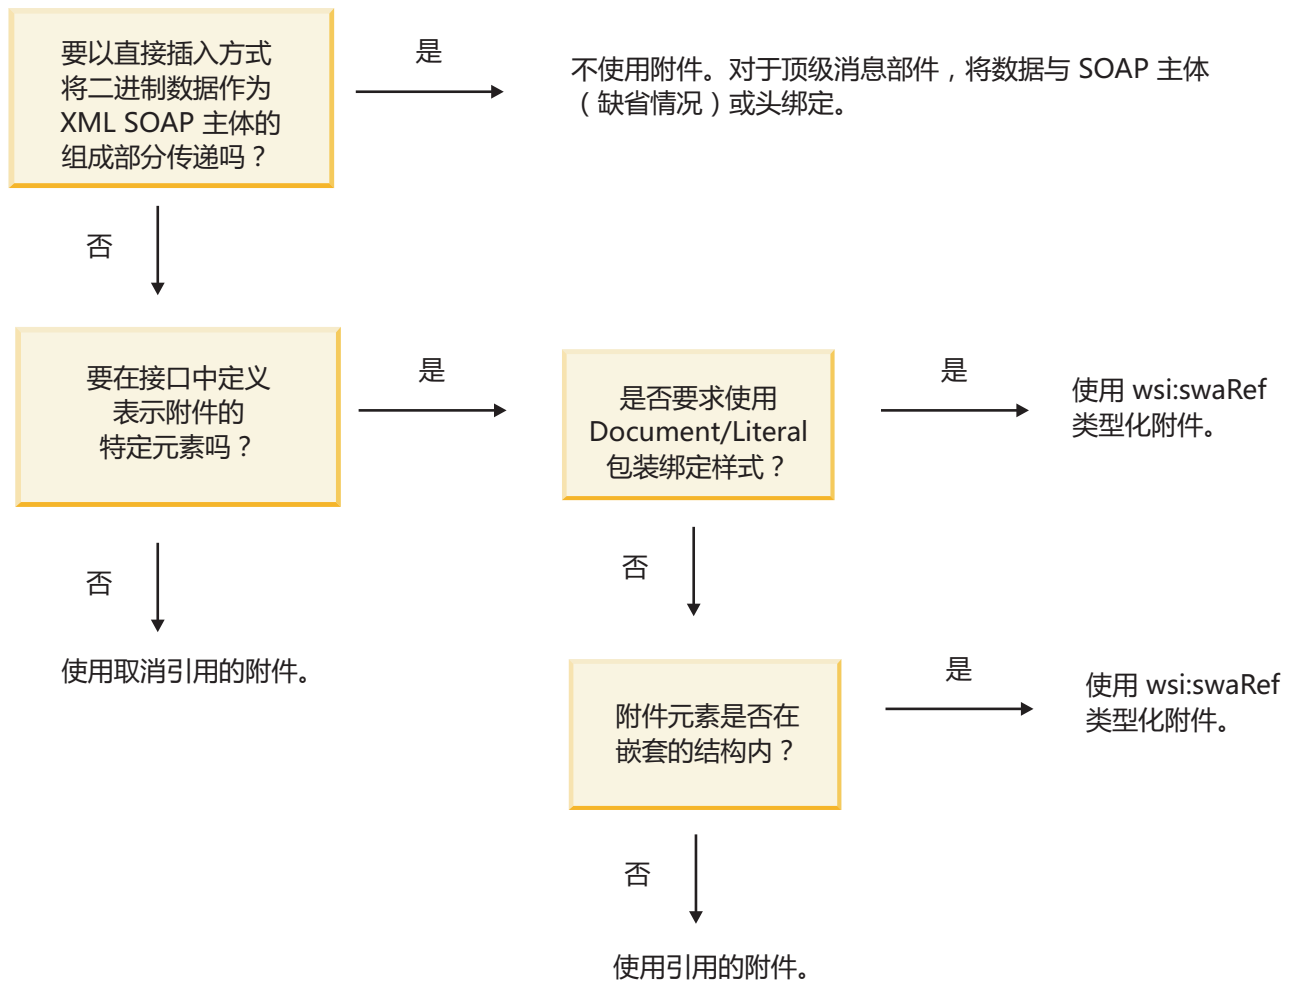 要以直接插入方式
将二进制数据作为
XML SOAP 主体的
组成部分传递吗？
是
不使用附件。对于顶级消息部件，将数据与 SOAP 主体
（缺省情况）或头绑定。
否
要在接口中定义
表示附件的
特定元素吗？
是
是否要求使用
Document/Literal
包装绑定样式？
是
使用 wsi:swaRef
类型化附件。
否
使用取消引用的附件。
否
附件元素是否在
嵌套的结构内？
是
使用 wsi:swaRef
类型化附件。
否
使用引用的附件。